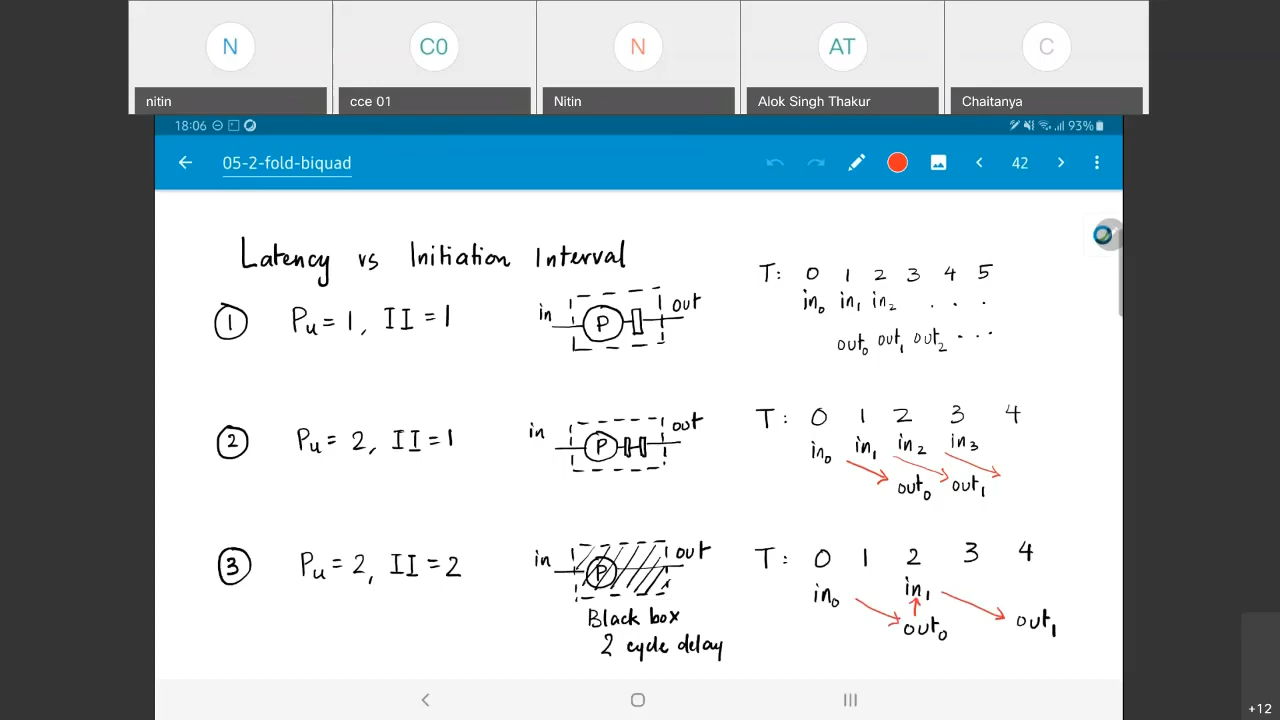 N C0 N AT C
nitin cce 01 Nitin Alok Singh Thakur Chaitanya
18:06 93%
05-2-fold-biquad 42
Latency vs Initiation Interval
1 Pu = 1, II = 1 in P out
T: 0 1 2 3 4 5
in0 in1 in2 . . .
out0 out1 out2 ...
2 Pu = 2, II = 1 in P out
T: 0 1 2 3 4
in0 in1 in2 in3
out0 out1
3 Pu = 2, II = 2 in P out
Black box
2 cycle delay
T: 0 1 2 3 4
in0 in1
out0 out1
+12